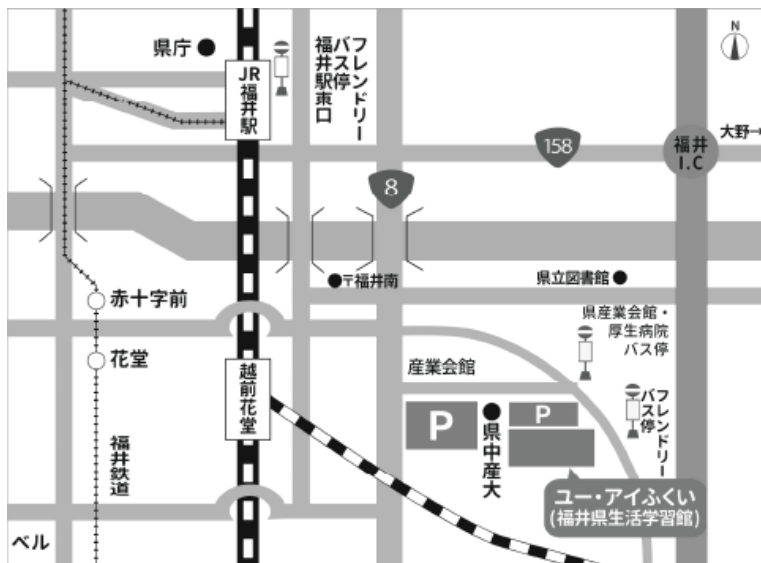 N
県庁
JR
福井駅
フレンドリー
バス停
福井駅東口
158
福井
I.C
大野→
8
〒福井南
県立図書館
赤十字前
県産業会館・
厚生病院
バス停
花堂
越前花堂
産業会館
フレンドリー
バス停
P
P
県中産大
福井鉄道
ユー・アイふくい
(福井県生活学習館)
ベル